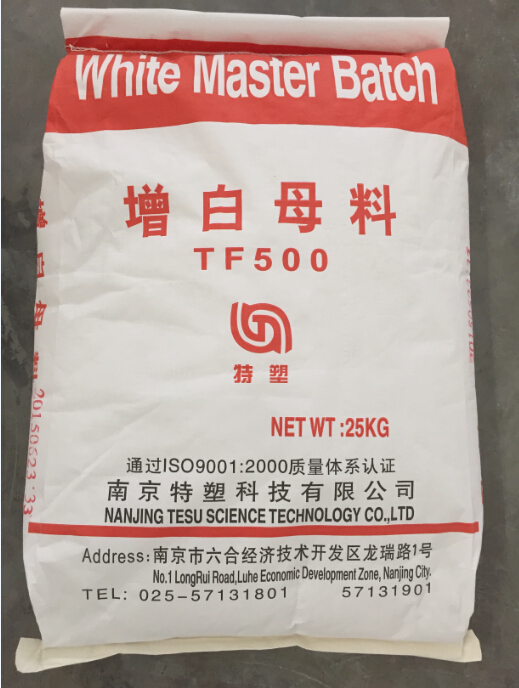 White Master Batch
增白母料
TF500
特塑
NET WT:25KG
通过ISO9001:2000质量体系认证
南京特塑科技有限公司
NANJING TESU SCIENCE TECHNOLOGY CO.,LTD
Address:南京市六合经济技术开发区龙瑞路1号
No.1 LongRui Road,Luhe Economic Development Zone, Nanjing City.
TEL: 025-57131801 57131901